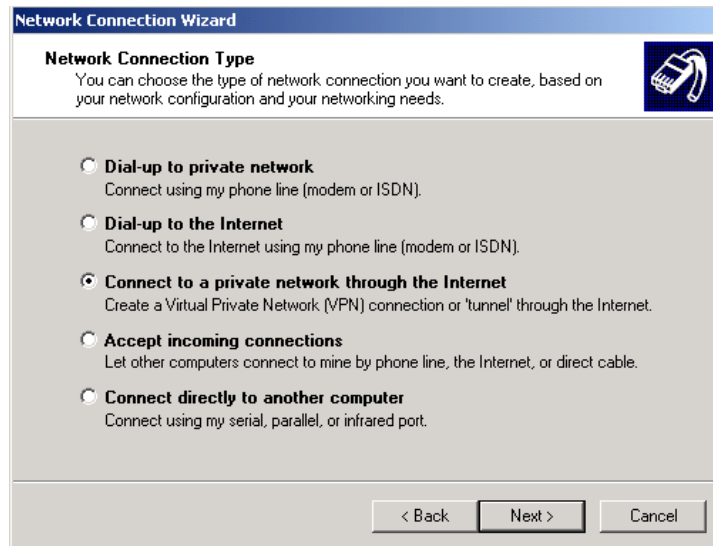 Network Connection Wizard
Network Connection Type
You can choose the type of network connection you want to create, based on
your network configuration and your networking needs.
Dial-up to private network
Connect using my phone line (modem or ISDN).
Dial-up to the Internet
Connect to the Internet using my phone line (modem or ISDN).
Connect to a private network through the Internet
Create a Virtual Private Network (VPN) connection or 'tunnel' through the Internet.
Accept incoming connections
Let other computers connect to mine by phone line, the Internet, or direct cable.
Connect directly to another computer
Connect using my serial, parallel, or infrared port.
< Back Next > Cancel